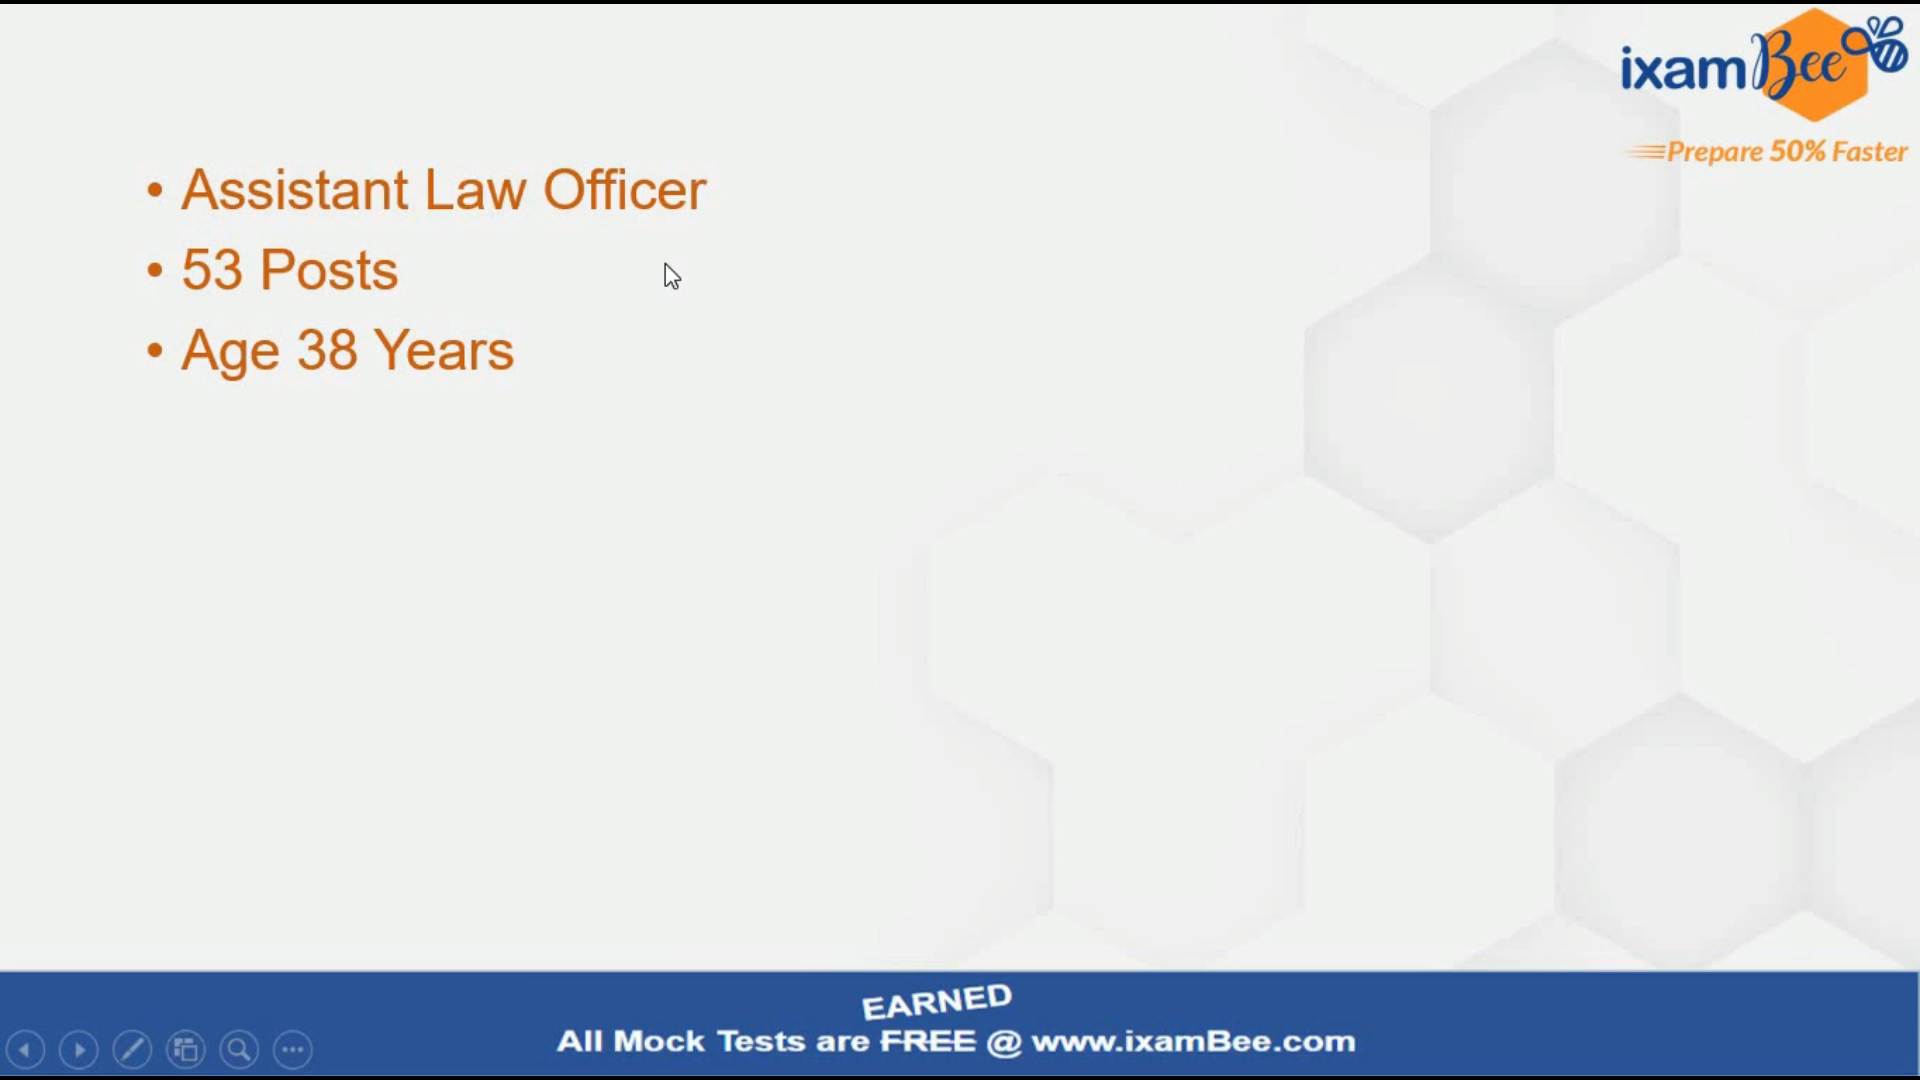 ixamBee
Prepare 50% Faster
• Assistant Law Officer
• 53 Posts
• Age 38 Years
EARNED
All Mock Tests are FREE @ www.ixamBee.com